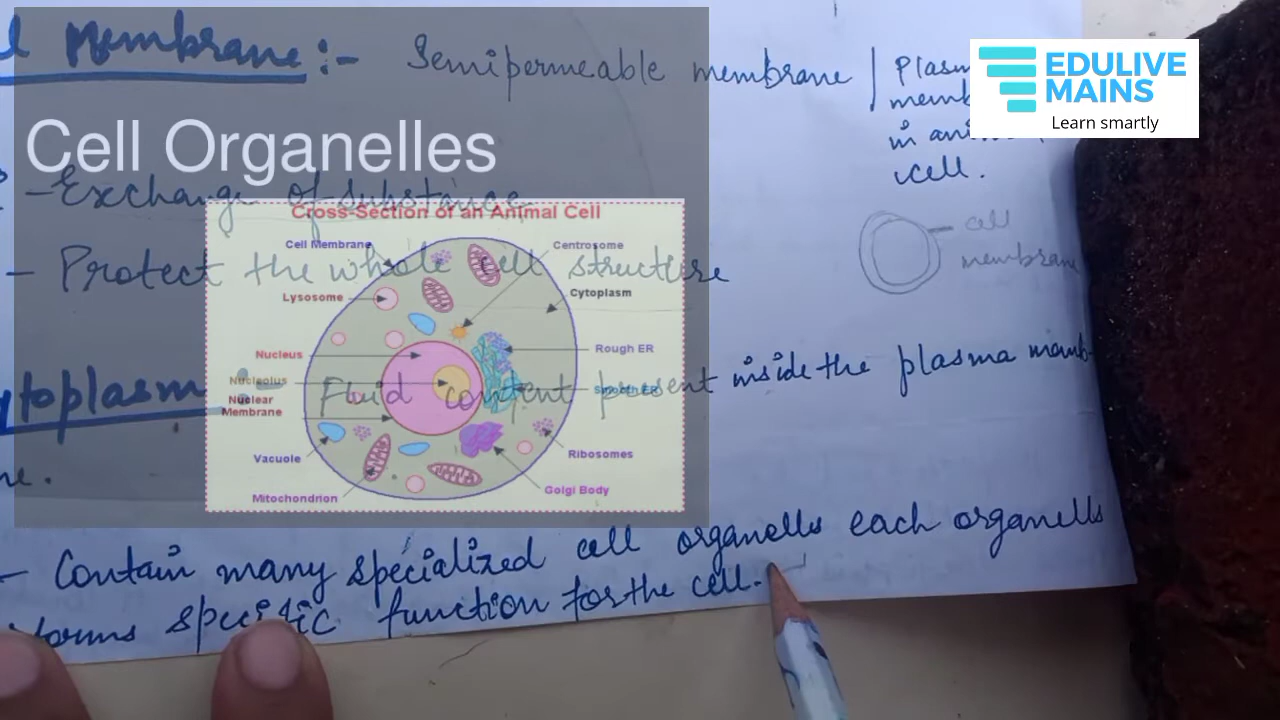 l Membrane:- Semipermeable membrane
Plasm
memb
in ani
cell.
EDULIVE
MAINS
Learn smartly
Cell Organelles
- Exchange of substance
- Protect the whole cell structure
cell
membrane
Cross-Section of an Animal Cell
Cell Membrane
Centrosome
Lysosome
Cytoplasm
Nucleus
Rough ER
Nucleolus
Smooth ER
Nuclear
Membrane
Vacuole
Ribosomes
Mitochondrion
Golgi Body
ytoplasm :- Fluid content present inside the plasma memb-
ne.
- Contain many specialized cell organells each organells
forms specific function for the cell.